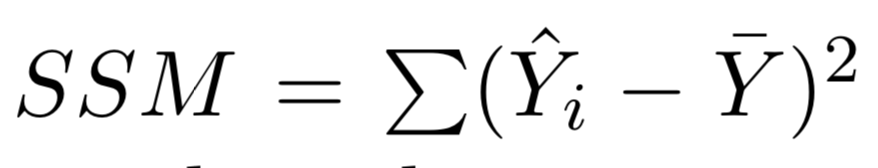 SSM = ∑(Ŷᵢ − Ȳ)²